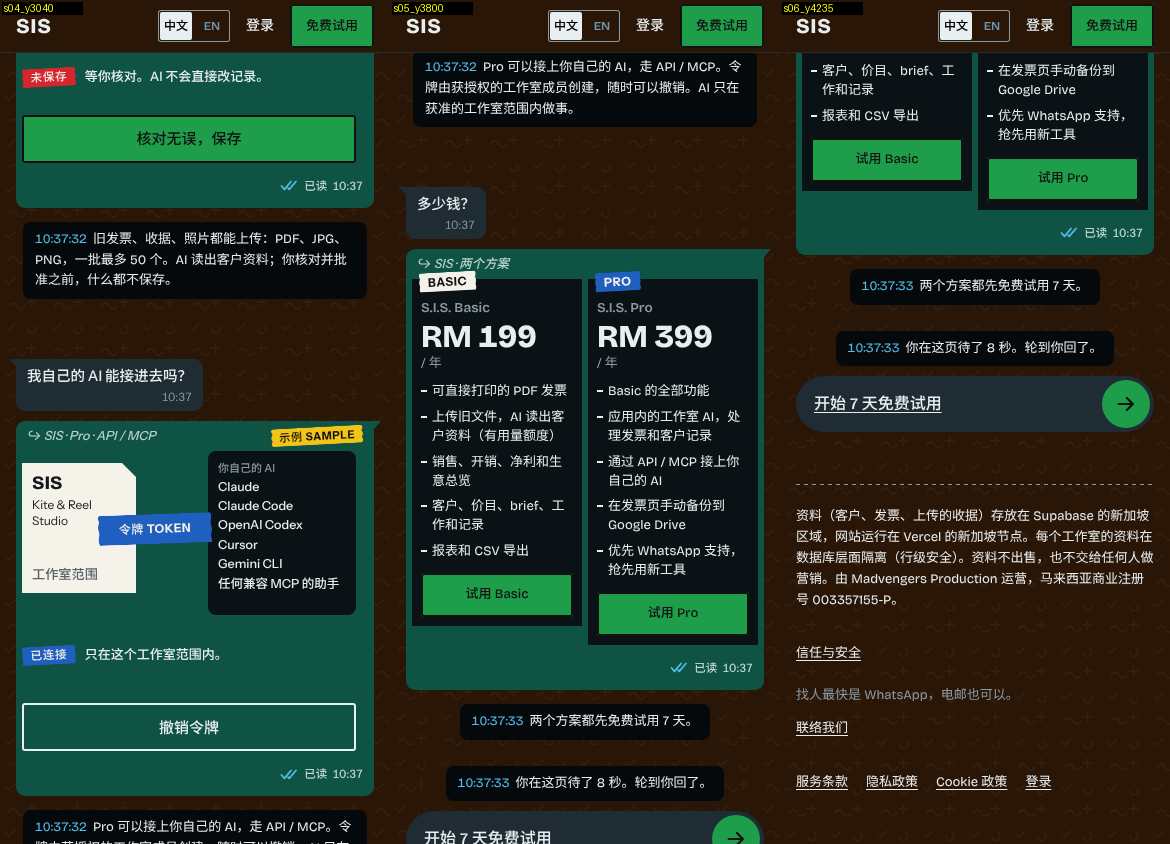 s04_y3040
SIS
中文 EN
登录
免费试用
未保存 等你核对。AI 不会直接改记录。
核对无误，保存
已读 10:37
10:37:32 旧发票、收据、照片都能上传：PDF、JPG、
PNG，一批最多 50 个。AI 读出客户资料；你核对并批
准之前，什么都不保存。
我自己的 AI 能接进去吗？
10:37
↪ SIS · Pro · API / MCP
示例 SAMPLE
SIS
Kite & Reel
Studio
令牌 TOKEN
工作室范围
你自己的 AI
Claude
Claude Code
OpenAI Codex
Cursor
Gemini CLI
任何兼容 MCP 的助手
已连接 只在这个工作室范围内。
撤销令牌
已读 10:37
10:37:32 Pro 可以接上你自己的 AI，走 API / MCP。令
s05_y3800
SIS
中文 EN
登录
免费试用
10:37:32 Pro 可以接上你自己的 AI，走 API / MCP。令
牌由获授权的工作室成员创建，随时可以撤销。AI 只在
获准的工作室范围内做事。
多少钱？
10:37
↪ SIS · 两个方案
BASIC
S.I.S. Basic
RM 199
/ 年
– 可直接打印的 PDF 发票
– 上传旧文件，AI 读出客
户资料（有用量额度）
– 销售、开销、净利和生
意总览
– 客户、价目、brief、工
作和记录
– 报表和 CSV 导出
试用 Basic
PRO
S.I.S. Pro
RM 399
/ 年
– Basic 的全部功能
– 应用内的工作室 AI，处
理发票和客户记录
– 通过 API / MCP 接上你
自己的 AI
– 在发票页手动备份到
Google Drive
– 优先 WhatsApp 支持，
抢先用新工具
试用 Pro
已读 10:37
10:37:33 两个方案都先免费试用 7 天。
10:37:33 你在这页待了 8 秒。轮到你回了。
开始 7 天免费试用
s06_y4235
SIS
中文 EN
登录
免费试用
– 客户、价目、brief、工
作和记录
– 报表和 CSV 导出
试用 Basic
– 在发票页手动备份到
Google Drive
– 优先 WhatsApp 支持，
抢先用新工具
试用 Pro
已读 10:37
10:37:33 两个方案都先免费试用 7 天。
10:37:33 你在这页待了 8 秒。轮到你回了。
开始 7 天免费试用
资料（客户、发票、上传的收据）存放在 Supabase 的新加坡
区域，网站运行在 Vercel 的新加坡节点。每个工作室的资料在
数据库层面隔离（行级安全）。资料不出售，也不交给任何人做
营销。由 Madvengers Production 运营，马来西亚商业注册
号 003357155-P。
信任与安全
找人最快是 WhatsApp，电邮也可以。
联络我们
服务条款 隐私政策 Cookie 政策 登录